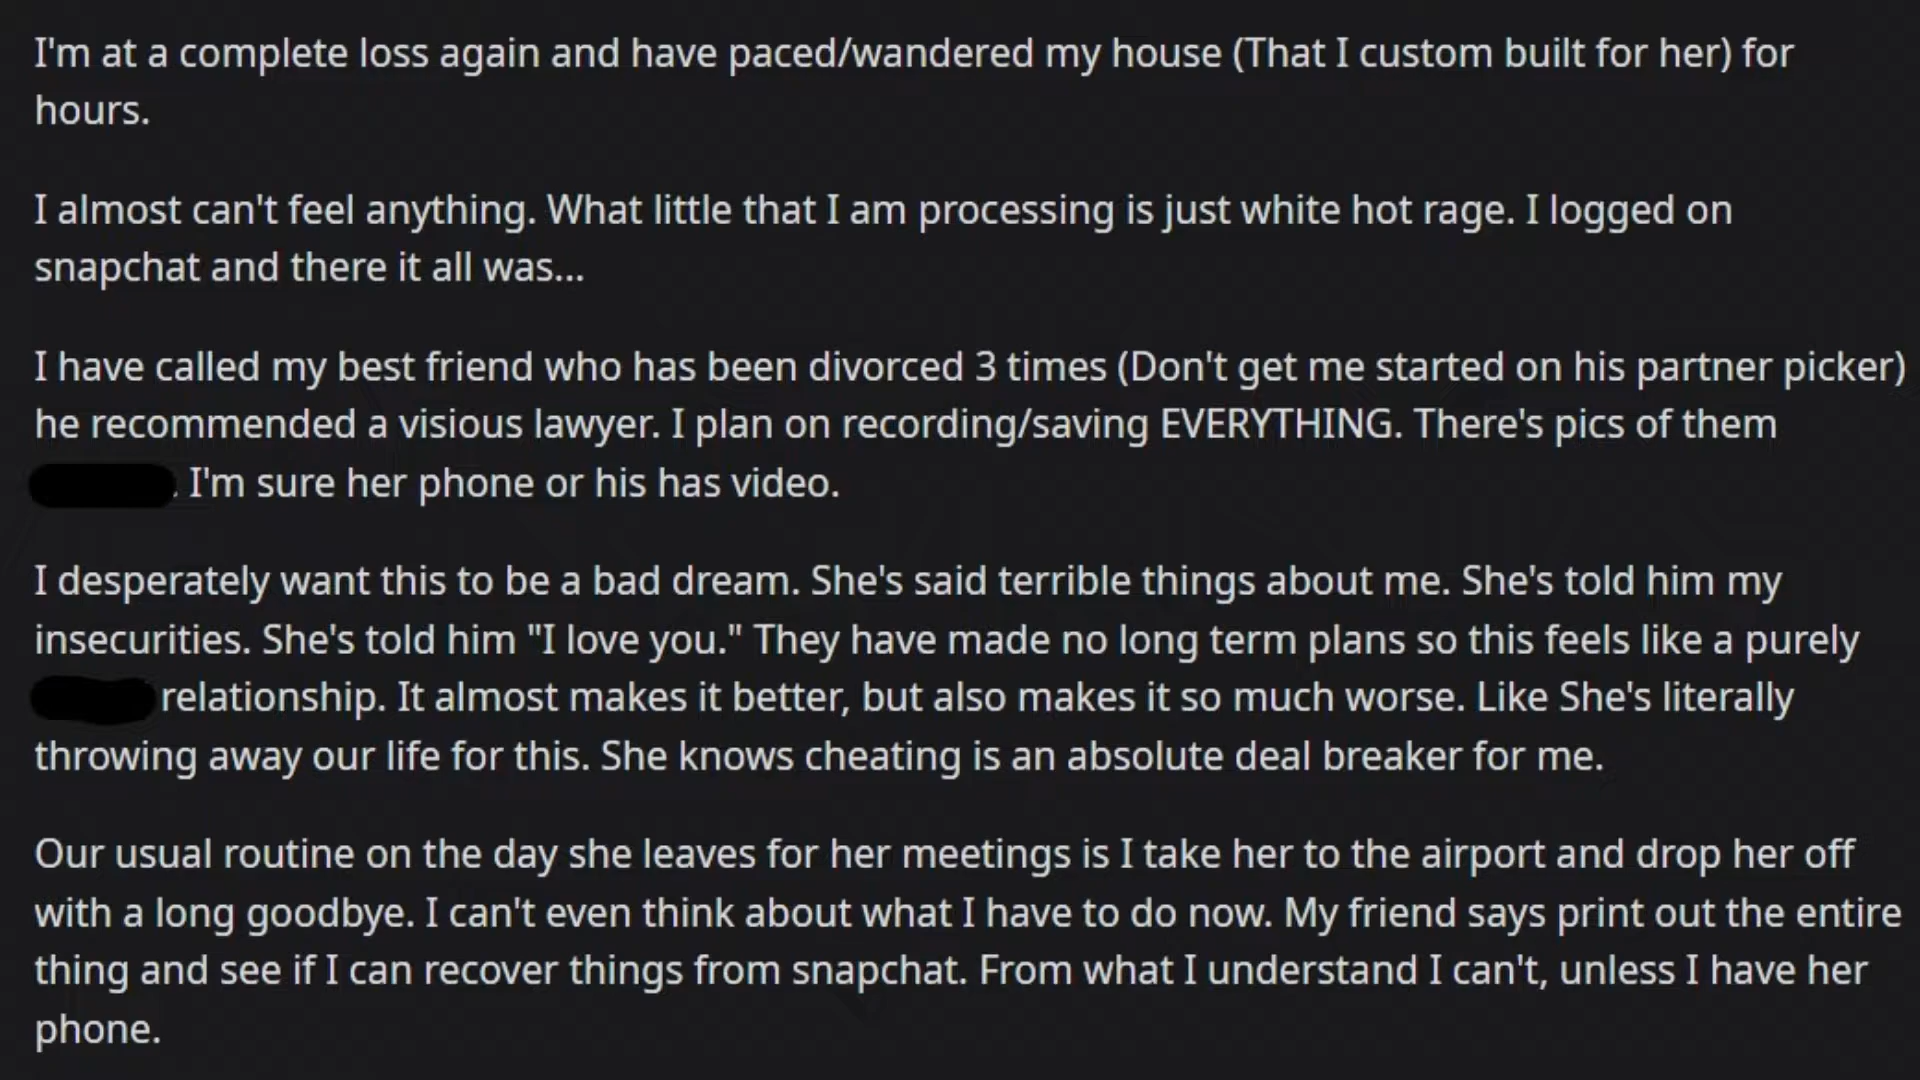 I'm at a complete loss again and have paced/wandered my house (That I custom built for her) for
hours.
I almost can't feel anything. What little that I am processing is just white hot rage. I logged on
snapchat and there it all was...
I have called my best friend who has been divorced 3 times (Don't get me started on his partner picker)
he recommended a visious lawyer. I plan on recording/saving EVERYTHING. There's pics of them
. I'm sure her phone or his has video.
I desperately want this to be a bad dream. She's said terrible things about me. She's told him my
insecurities. She's told him "I love you." They have made no long term plans so this feels like a purely
relationship. It almost makes it better, but also makes it so much worse. Like She's literally
throwing away our life for this. She knows cheating is an absolute deal breaker for me.
Our usual routine on the day she leaves for her meetings is I take her to the airport and drop her off
with a long goodbye. I can't even think about what I have to do now. My friend says print out the entire
thing and see if I can recover things from snapchat. From what I understand I can't, unless I have her
phone.